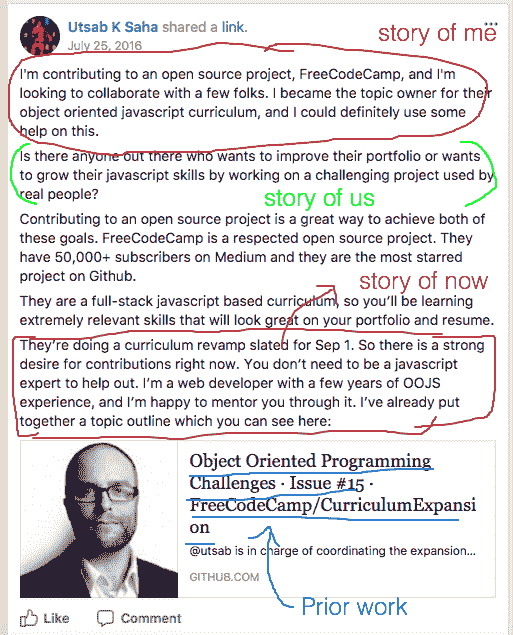 Utsab K Saha shared a link.
story of me
July 25, 2016
I'm contributing to an open source project, FreeCodeCamp, and I'm
looking to collaborate with a few folks. I became the topic owner for their
object oriented javascript curriculum, and I could definitely use some
help on this.
Is there anyone out there who wants to improve their portfolio or wants
to grow their javascript skills by working on a challenging project used by
real people?
story of us
Contributing to an open source project is a great way to achieve both of
these goals. FreeCodeCamp is a respected open source project. They
have 50,000+ subscribers on Medium and they are the most starred
project on Github.
story of now
They are a full-stack javascript based curriculum, so you'll be learning
extremely relevant skills that will look great on your portfolio and resume.
They're doing a curriculum revamp slated for Sep 1. So there is a strong
desire for contributions right now. You don't need to be a javascript
expert to help out. I'm a web developer with a few years of OOJS
experience, and I'm happy to mentor you through it. I've already put
together a topic outline which you can see here:
Object Oriented Programming
Challenges · Issue #15 ·
FreeCodeCamp/CurriculumExpansi
on
@utsab is in charge of coordinating the expansion...
GITHUB.COM
Prior work
Like
Comment